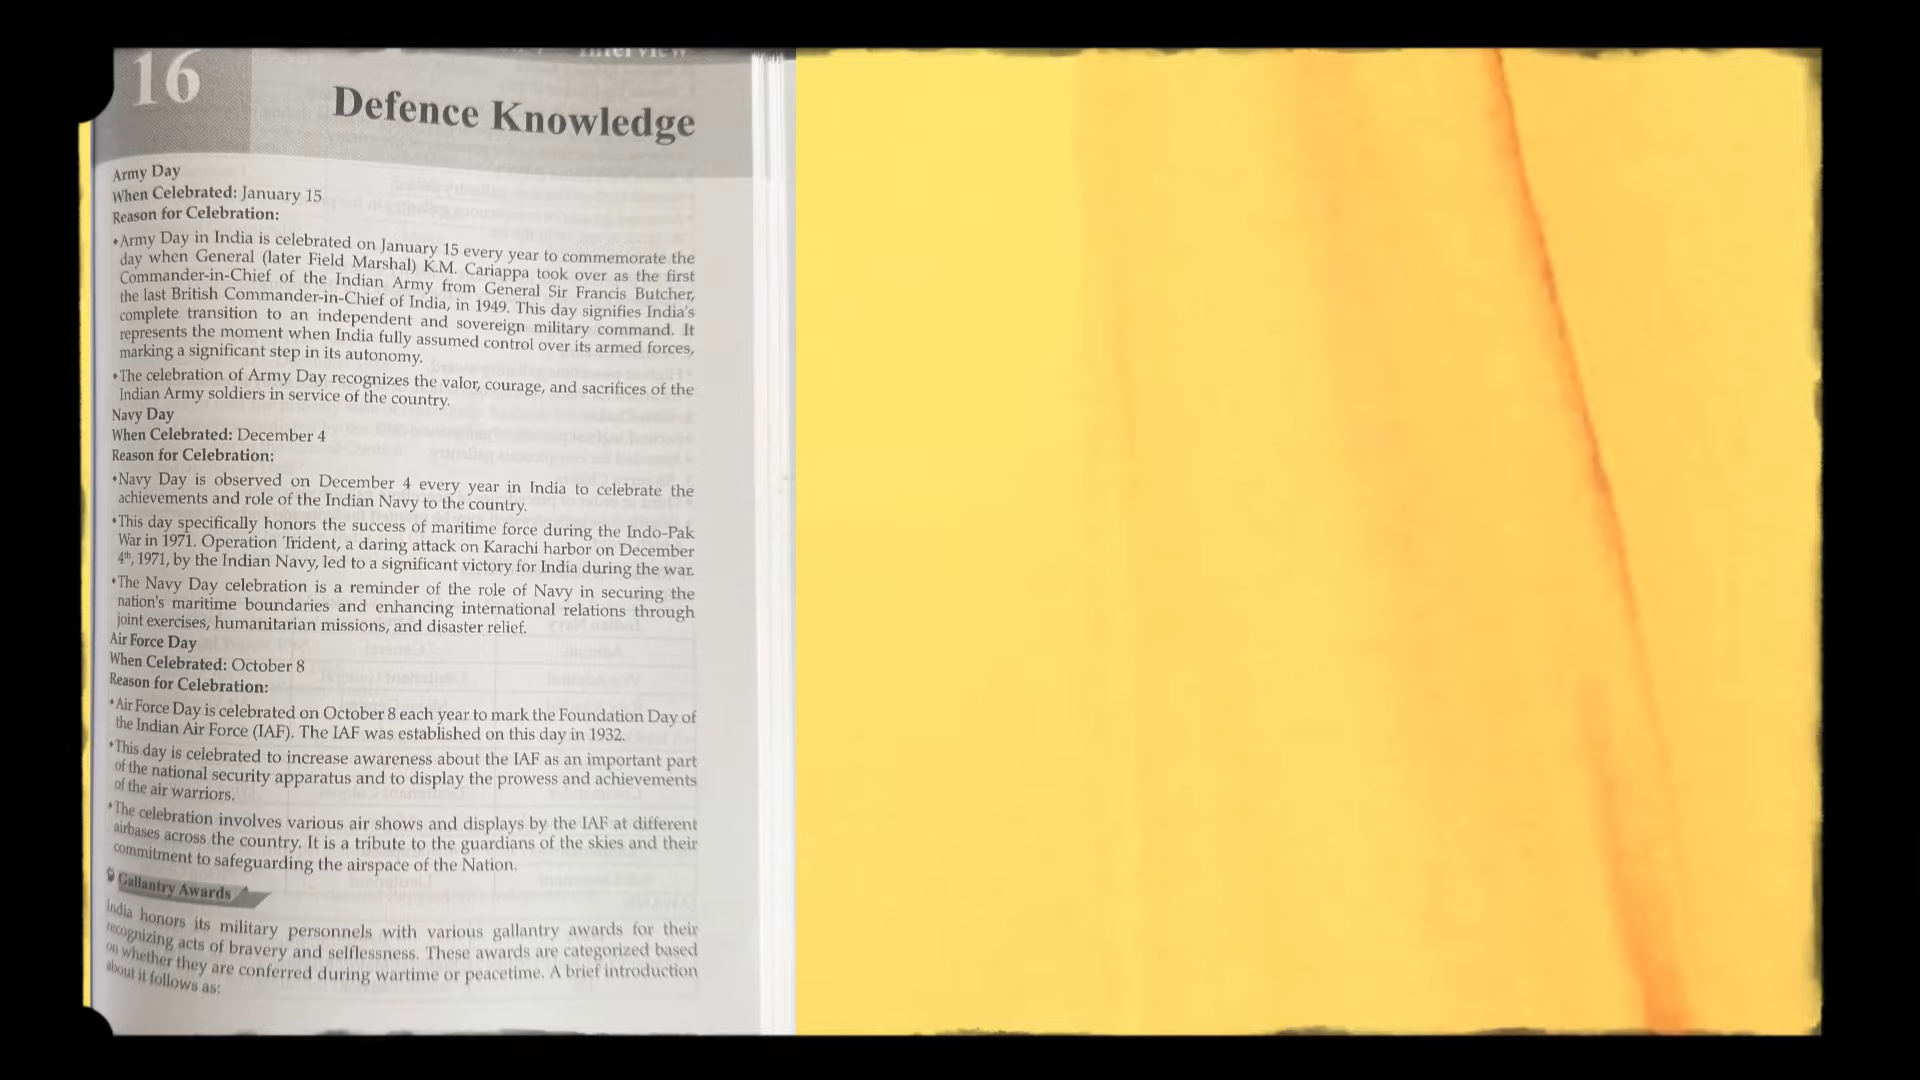 Interview
16
Defence Knowledge
Army Day
When Celebrated: January 15
Reason for Celebration:
•Army Day in India is celebrated on January 15 every year to commemorate the
day when General (later Field Marshal) K.M. Cariappa took over as the first
Commander-in-Chief of the Indian Army from General Sir Francis Butcher,
the last British Commander-in-Chief of India, in 1949. This day signifies India's
complete transition to an independent and sovereign military command. It
represents the moment when India fully assumed control over its armed forces,
marking a significant step in its autonomy.
•The celebration of Army Day recognizes the valor, courage, and sacrifices of the
Indian Army soldiers in service of the country.
Navy Day
When Celebrated: December 4
Reason for Celebration:
•Navy Day is observed on December 4 every year in India to celebrate the
achievements and role of the Indian Navy to the country.
•This day specifically honors the success of maritime force during the Indo-Pak
War in 1971. Operation Trident, a daring attack on Karachi harbor on December
4th, 1971, by the Indian Navy, led to a significant victory for India during the war.
•The Navy Day celebration is a reminder of the role of Navy in securing the
nation's maritime boundaries and enhancing international relations through
joint exercises, humanitarian missions, and disaster relief.
Air Force Day
When Celebrated: October 8
Reason for Celebration:
•Air Force Day is celebrated on October 8 each year to mark the Foundation Day of
the Indian Air Force (IAF). The IAF was established on this day in 1932.
•This day is celebrated to increase awareness about the IAF as an important part
of the national security apparatus and to display the prowess and achievements
of the air warriors.
•The celebration involves various air shows and displays by the IAF at different
airbases across the country. It is a tribute to the guardians of the skies and their
commitment to safeguarding the airspace of the Nation.
Gallantry Awards
India honors its military personnels with various gallantry awards for their
recognizing acts of bravery and selflessness. These awards are categorized based
on whether they are conferred during wartime or peacetime. A brief introduction
about it follows as: